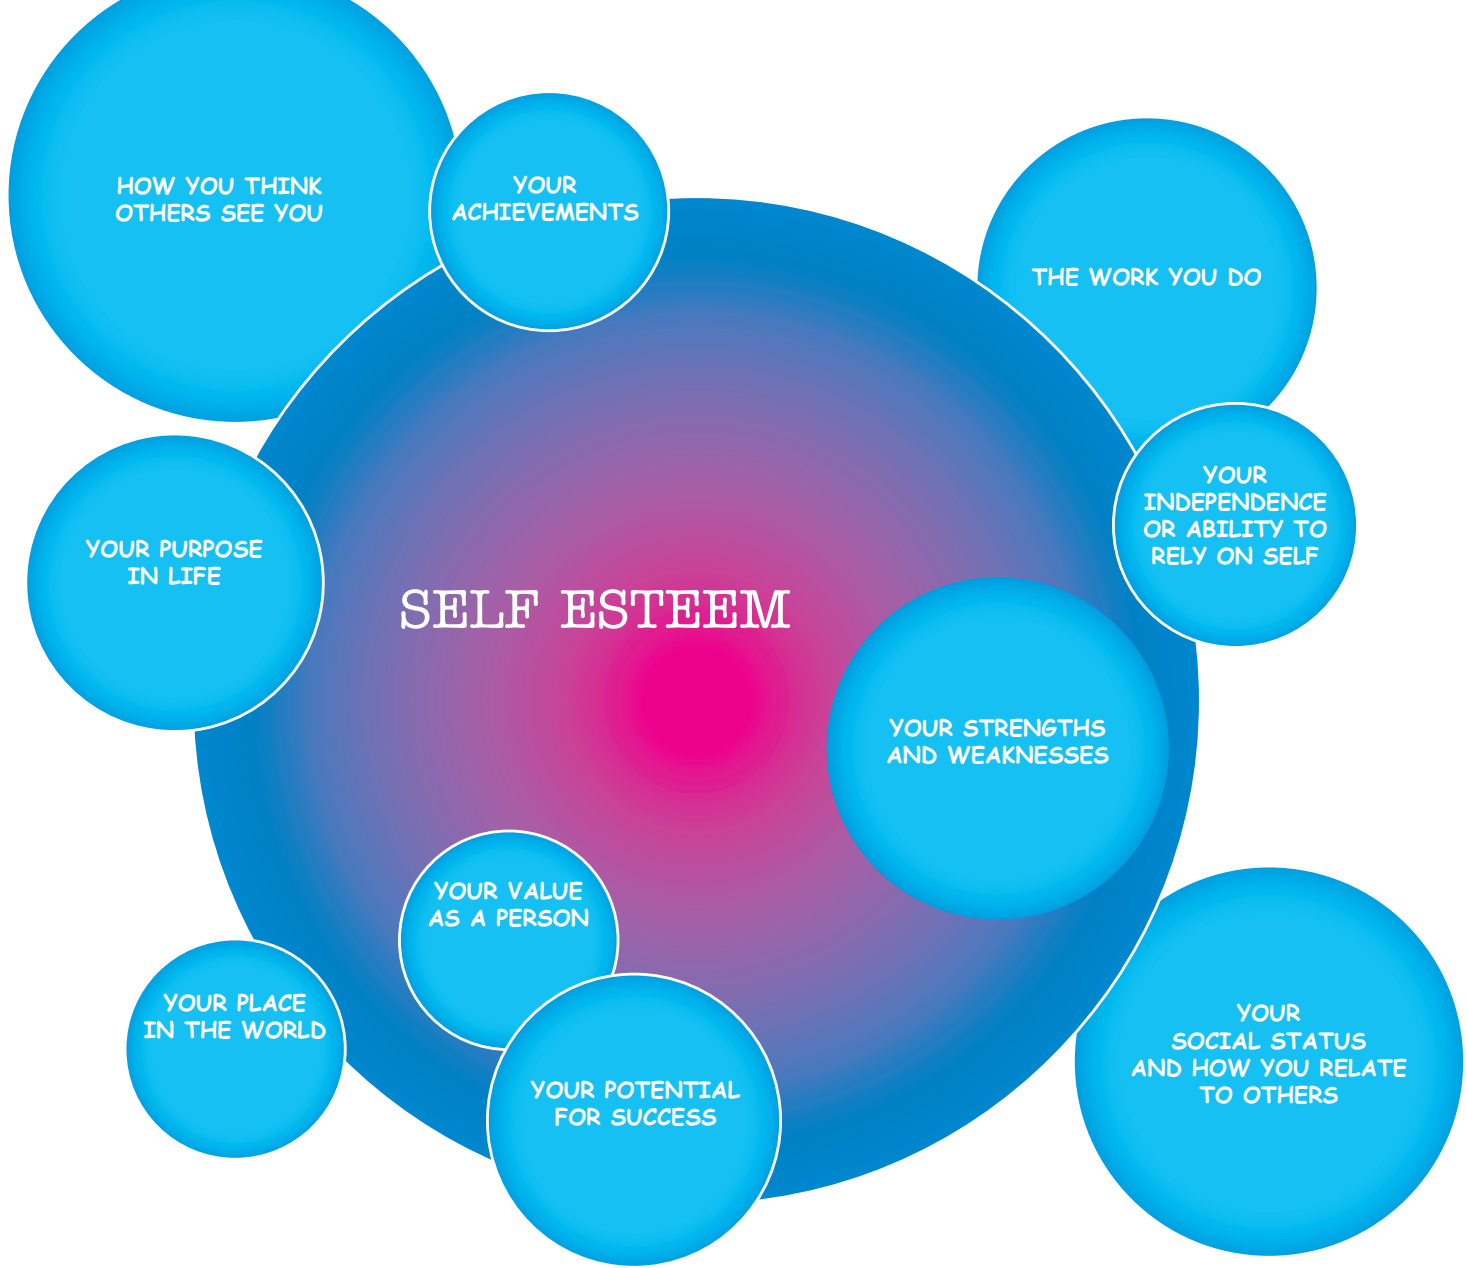 HOW YOU THINK
OTHERS SEE YOU
YOUR
ACHIEVEMENTS
THE WORK YOU DO
YOUR
INDEPENDENCE
OR ABILITY TO
RELY ON SELF
YOUR PURPOSE
IN LIFE
SELF ESTEEM
YOUR STRENGTHS
AND WEAKNESSES
YOUR VALUE
AS A PERSON
YOUR PLACE
IN THE WORLD
YOUR
SOCIAL STATUS
AND HOW YOU RELATE
TO OTHERS
YOUR POTENTIAL
FOR SUCCESS